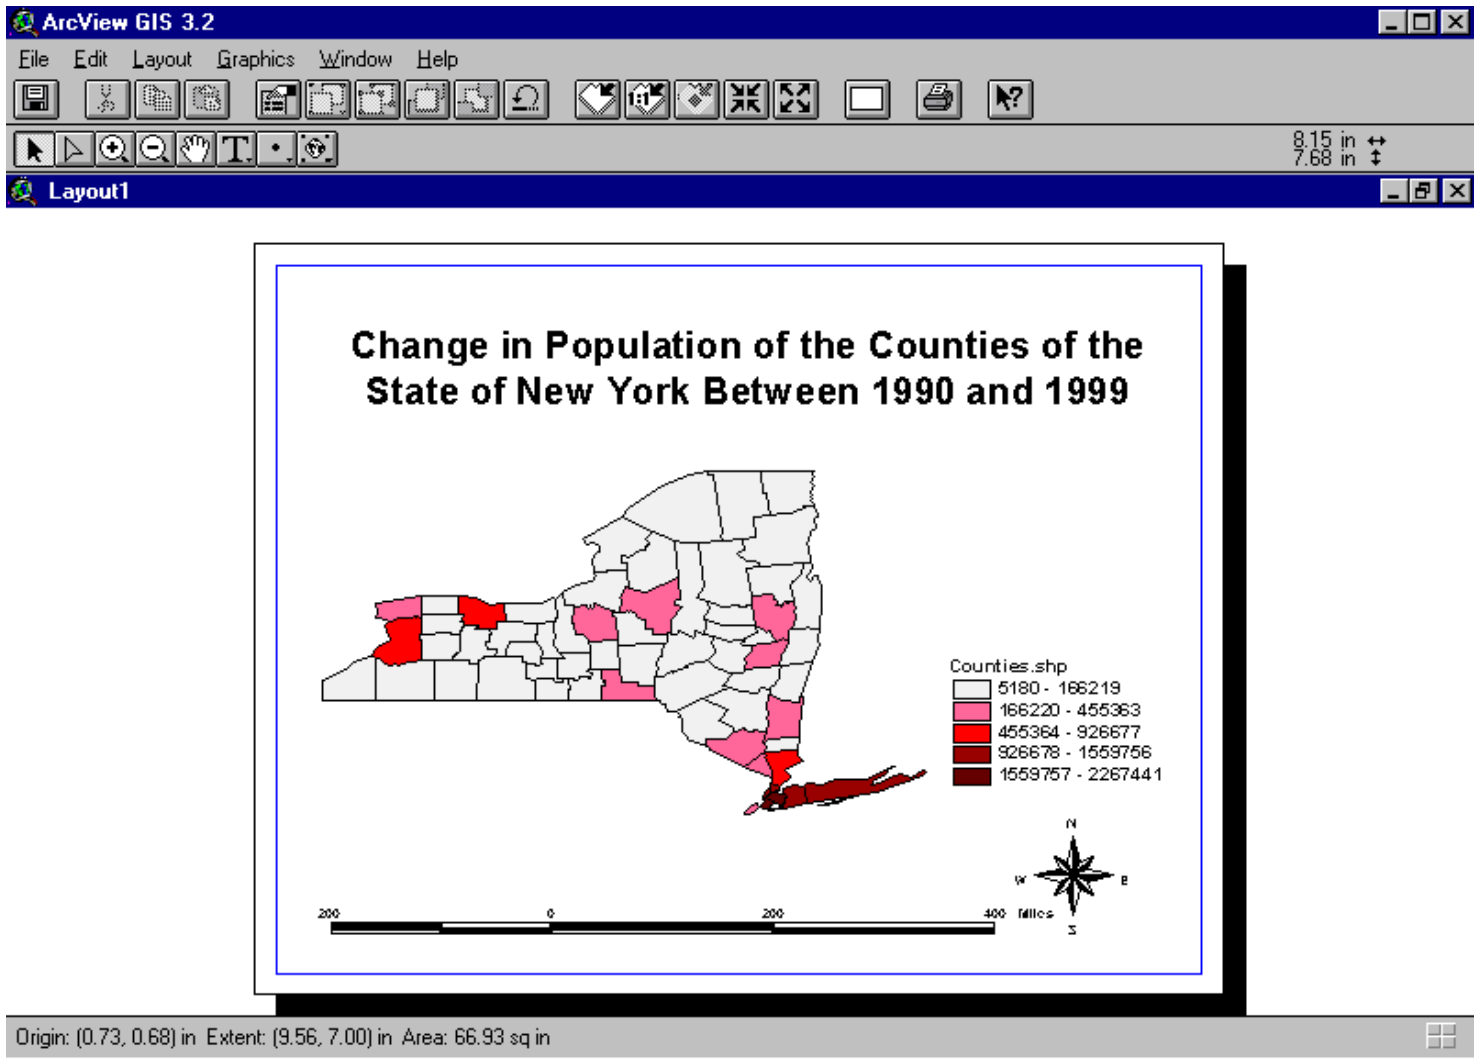 ArcView GIS 3.2
File Edit Layout Graphics Window Help
1:1
?
T
8.15 in
7.68 in
Layout1
Change in Population of the Counties of the
State of New York Between 1990 and 1999
Counties.shp
5180 - 166219
166220 - 455363
455364 - 926677
926678 - 1559756
1559757 - 2267441
N
W E
S
200 0 200 400 Miles
Origin: (0.73, 0.68) in Extent: (9.56, 7.00) in Area: 66.93 sq in